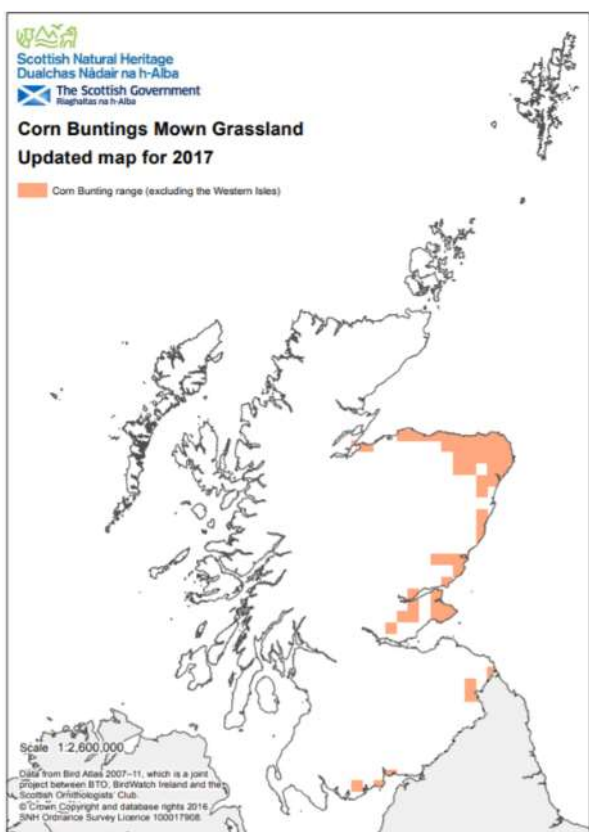 Scottish Natural Heritage
Dualchas Nàdair na h-Alba
The Scottish Government
Riaghaltas na h-Alba
Corn Buntings Mown Grassland
Updated map for 2017
Corn Bunting range (excluding the Western Isles)
Scale 1:2,600,000
Data from Bird Atlas 2007–11, which is a joint
project between BTO, BirdWatch Ireland and the
Scottish Ornithologists' Club.
© Crown Copyright and database rights 2016.
SNH Ordnance Survey Licence 100017908.